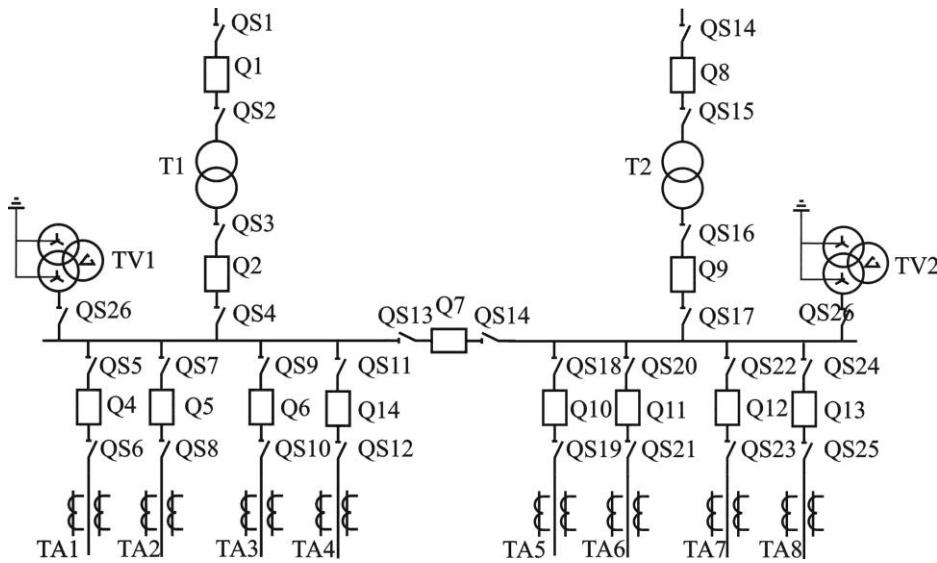 QS1 QS14
Q1 Q8
QS2 QS15
T1 T2
QS3 QS16
TV1 Q2 Q9 TV2
QS26 QS4 QS13 Q7 QS14 QS17 QS26
QS5 QS7 QS9 QS11 QS18 QS20 QS22 QS24
Q4 Q5 Q6 Q14 Q10 Q11 Q12 Q13
QS6 QS8 QS10 QS12 QS19 QS21 QS23 QS25
TA1 TA2 TA3 TA4 TA5 TA6 TA7 TA8